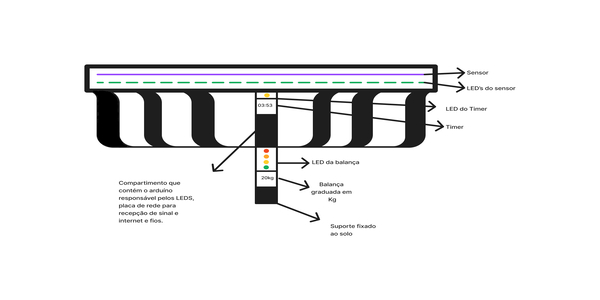 Sensor
LED's do sensor
03:53
LED do Timer
Timer
LED da balança
20kg
Balança
graduada em
Kg
Compartimento que
contém o arduíno
responsável pelos LEDS,
placa de rede para
recepção de sinal e
internet e fios.
Suporte fixado
ao solo